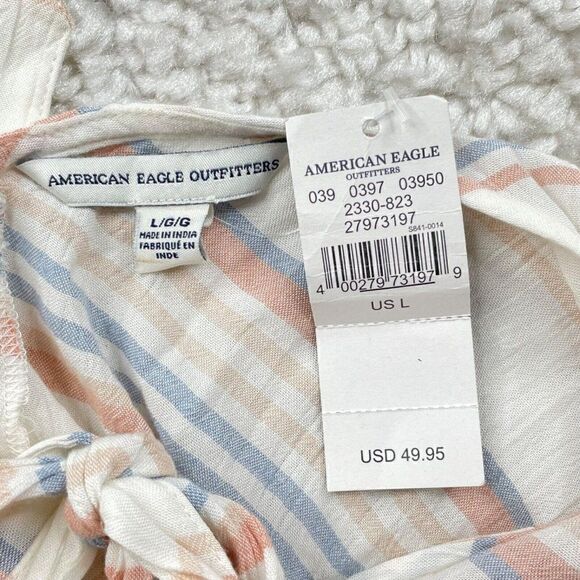 AMERICAN EAGLE OUTFITTERS
L/G/G
MADE IN INDIA
FABRIQUÉ EN
INDE
AMERICAN EAGLE
OUTFITTERS
039 0397 03950
2330-823
27973197
S841-0014
4 00279 73197 9
US L
USD 49.95